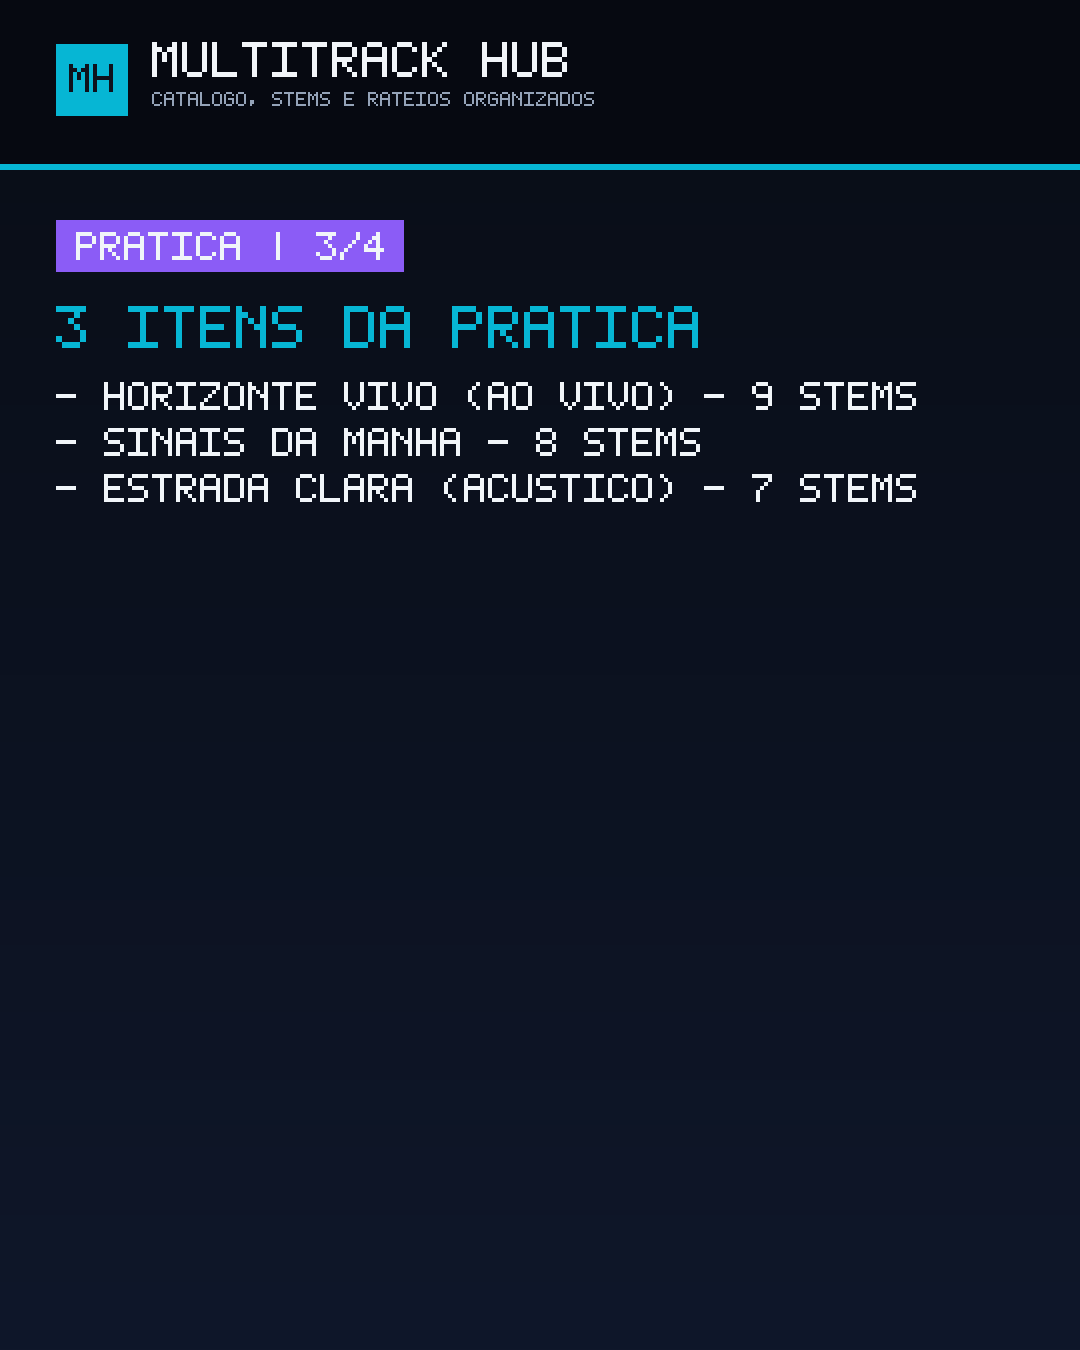 MH
MULTITRACK HUB
CATALOGO, STEMS E RATEIOS ORGANIZADOS
PRATICA | 3/4
3 ITENS DA PRATICA
- HORIZONTE VIVO (AO VIVO) - 9 STEMS
- SINAIS DA MANHA - 8 STEMS
- ESTRADA CLARA (ACUSTICO) - 7 STEMS